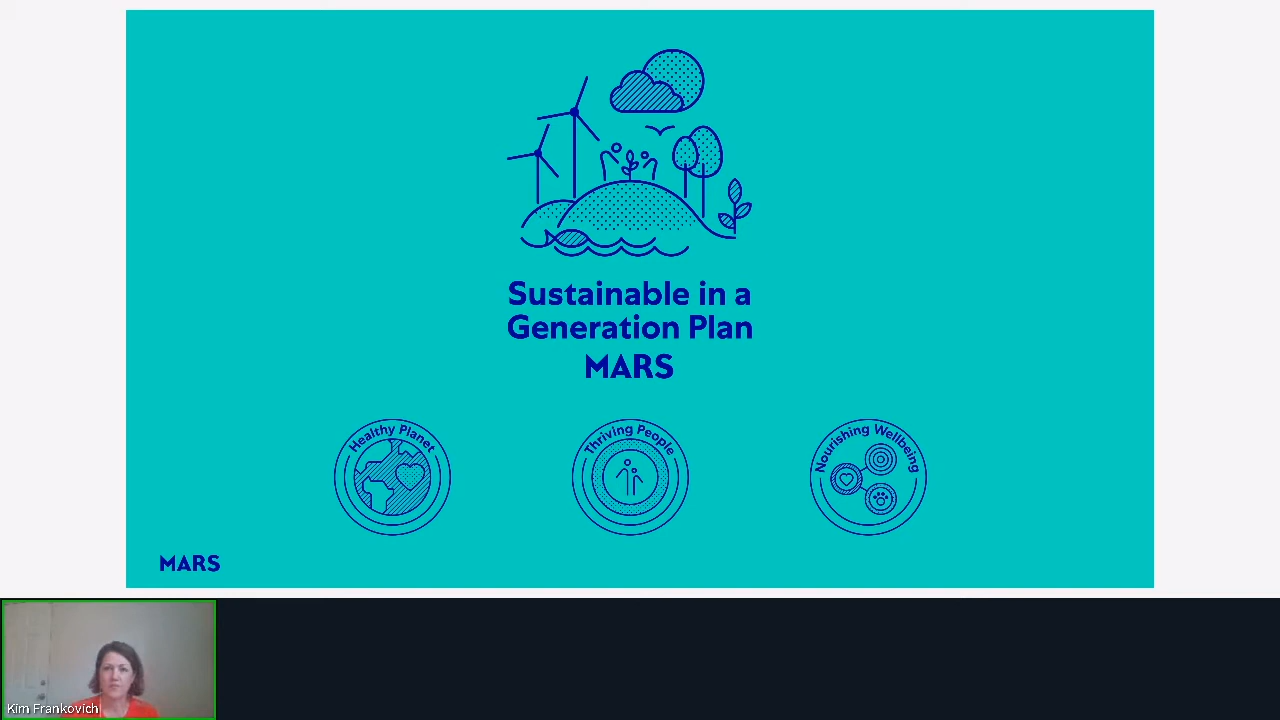 Sustainable in a
Generation Plan
MARS
Healthy Planet
Thriving People
Nourishing Wellbeing
MARS
Kim Frankovich